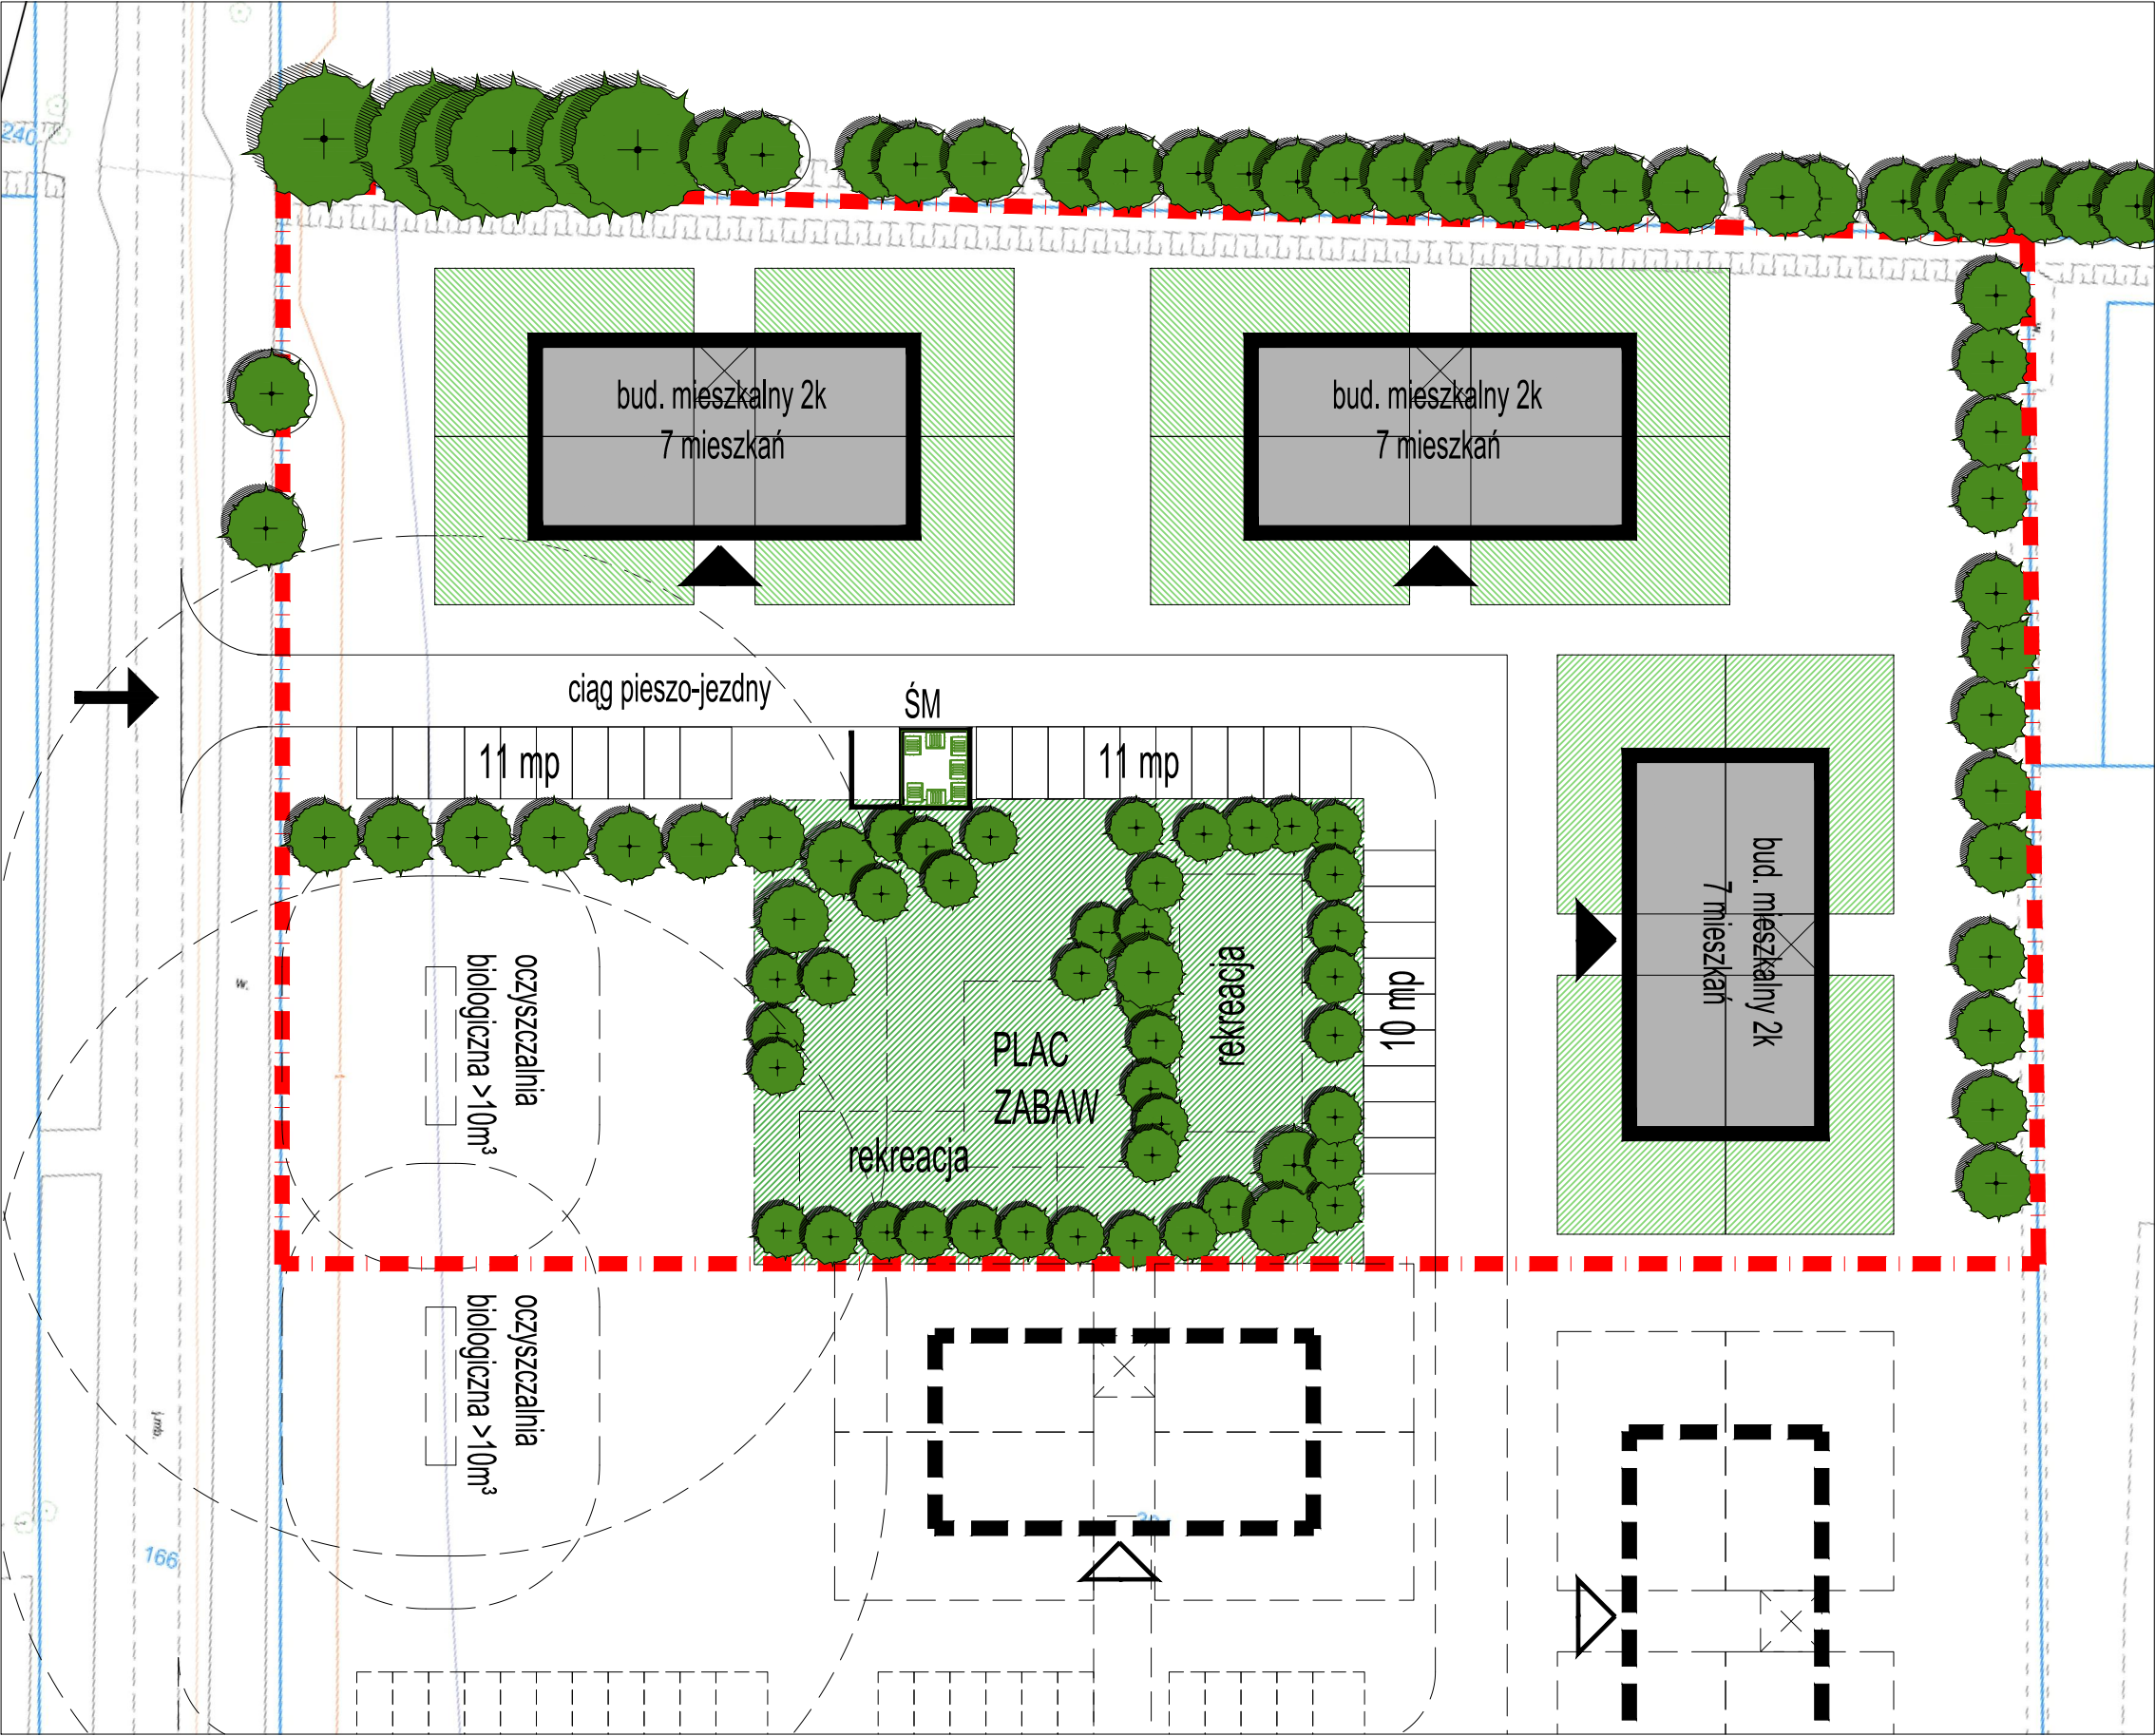 240
bud. mieszkalny 2k
7 mieszkań
bud. mieszkalny 2k
7 mieszkań
w.
ciąg pieszo-jezdny
ŚM
11 mp
11 mp
bud. mieszkalny 2k
7 mieszkań
oczyszczalnia
biologiczna >10m³
w.
rekreacja
10 mp
PLAC
ZABAW
rekreacja
oczyszczalnia
biologiczna >10m³
166